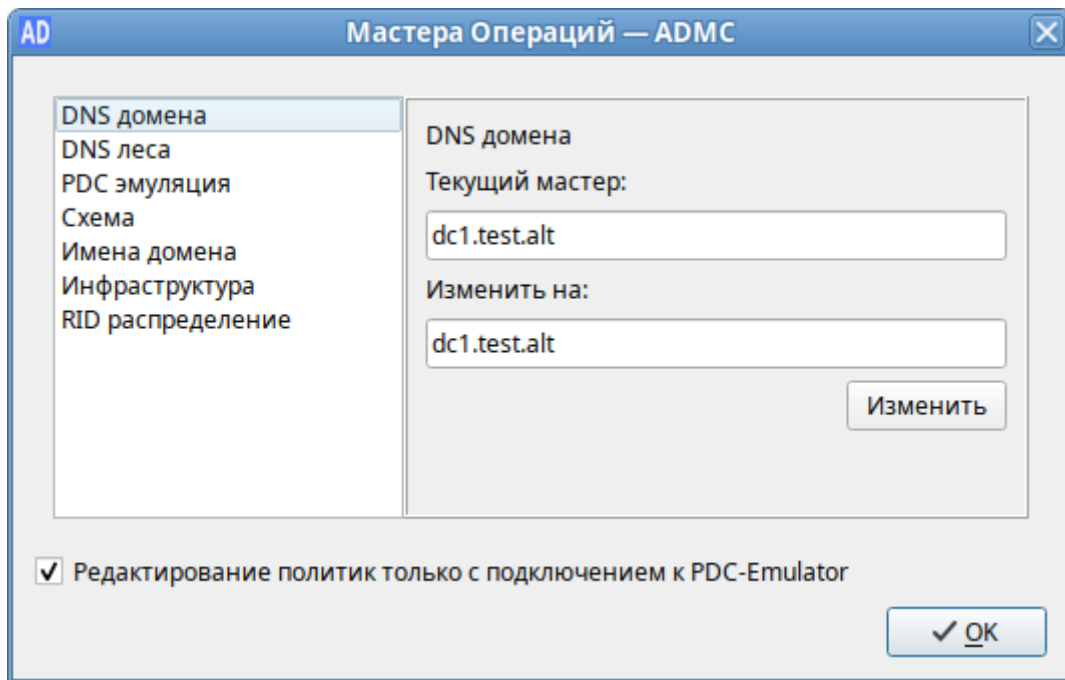 AD Мастера Операций — ADMC
DNS домена
DNS леса
PDC эмуляция
Схема
Имена домена
Инфраструктура
RID распределение
DNS домена
Текущий мастер:
dc1.test.alt
Изменить на:
dc1.test.alt
Изменить
Редактирование политик только с подключением к PDC-Emulator
OK